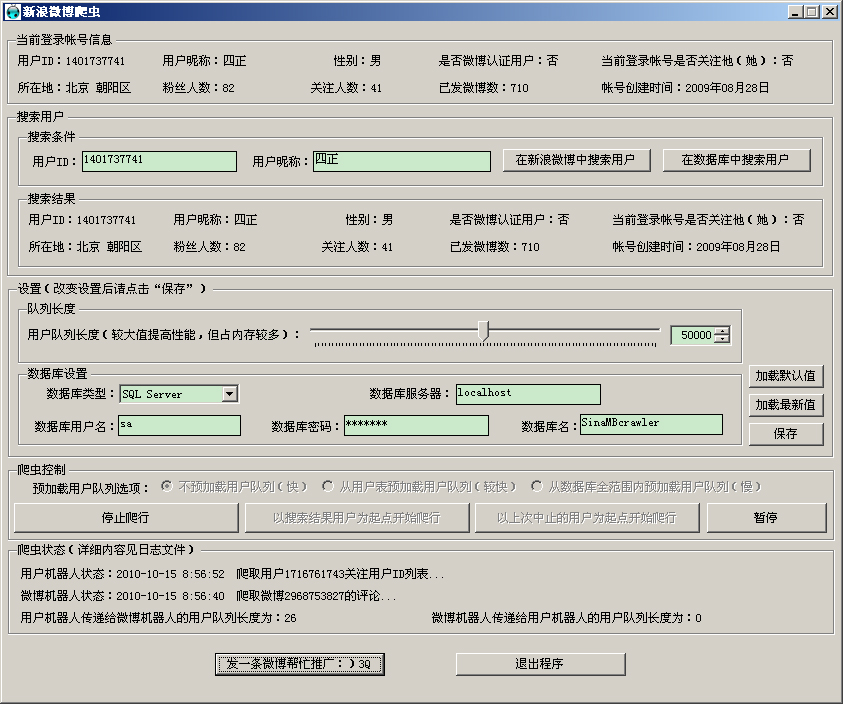 新浪微博爬虫
当前登录帐号信息
用户ID：1401737741 用户昵称：四正 性别：男 是否微博认证用户：否 当前登录帐号是否关注他（她）：否
所在地：北京 朝阳区 粉丝人数：82 关注人数：41 已发微博数：710 帐号创建时间：2009年08月28日
搜索用户
搜索条件
用户ID：1401737741 用户昵称：四正 在新浪微博中搜索用户 在数据库中搜索用户
搜索结果
用户ID：1401737741 用户昵称：四正 性别：男 是否微博认证用户：否 当前登录帐号是否关注他（她）：否
所在地：北京 朝阳区 粉丝人数：82 关注人数：41 已发微博数：710 帐号创建时间：2009年08月28日
设置（改变设置后请点击“保存”）
队列长度
用户队列长度（较大值提高性能，但占内存较多）： 50000
数据库设置
数据库类型：SQL Server 数据库服务器：localhost
数据库用户名：sa 数据库密码：******* 数据库名：SinaMBcrawler
加载默认值
加载最新值
保存
爬虫控制
预加载用户队列选项： 不预加载用户队列（快） 从用户表预加载用户队列（较快） 从数据库全范围内预加载用户队列（慢）
停止爬行 以搜索结果用户为起点开始爬行 以上次中止的用户为起点开始爬行 暂停
爬虫状态（详细内容见日志文件）
用户机器人状态：2010-10-15 8:56:52 爬取用户1716761743关注用户ID列表...
微博机器人状态：2010-10-15 8:56:40 爬取微博2968753827的评论...
用户机器人传递给微博机器人的用户队列长度为：26 微博机器人传递给用户机器人的用户队列长度为：0
发一条微博帮忙推广：）3Q 退出程序